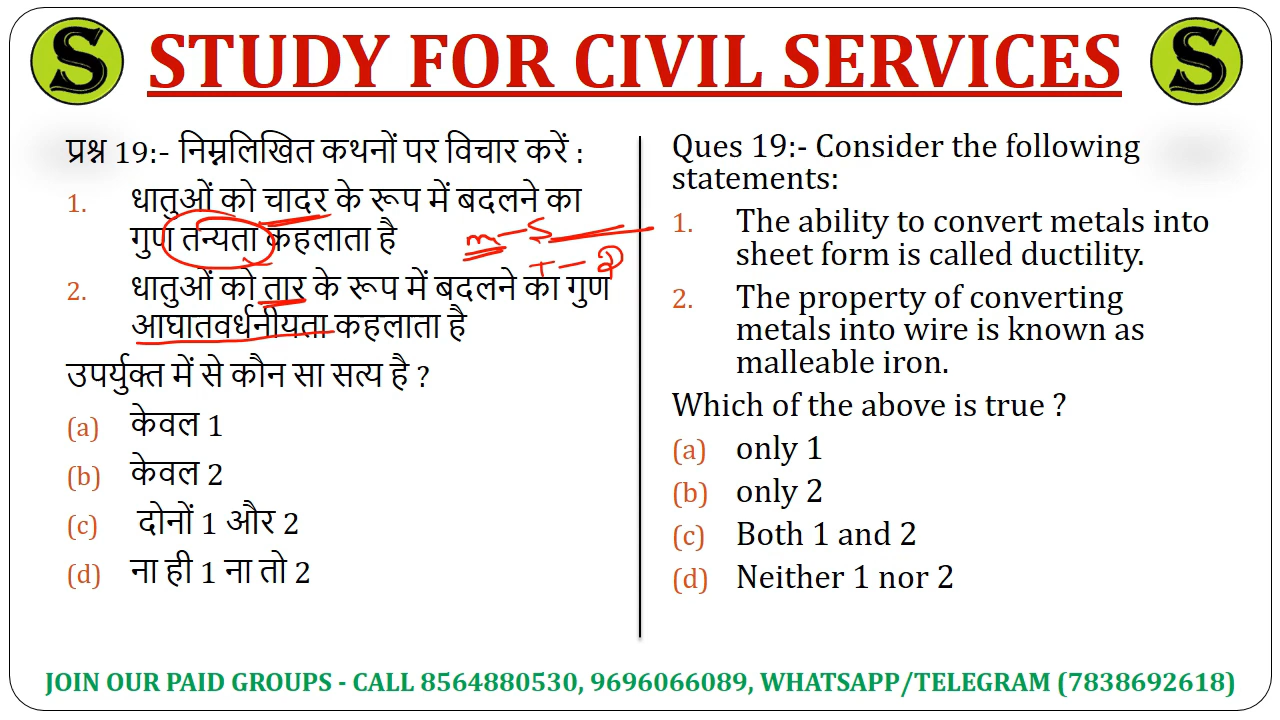 S STUDY FOR CIVIL SERVICES S
प्रश्न 19:- निम्नलिखित कथनों पर विचार करें :
1. धातुओं को चादर के रूप में बदलने का
गुण तन्यता कहलाता है
2. धातुओं को तार के रूप में बदलने का गुण
आघातवर्धनीयता कहलाता है
उपर्युक्त में से कौन सा सत्य है ?
(a) केवल 1
(b) केवल 2
(c) दोनों 1 और 2
(d) ना ही 1 ना तो 2
m - S
T -
Ques 19:- Consider the following
statements:
1. The ability to convert metals into
sheet form is called ductility.
2. The property of converting
metals into wire is known as
malleable iron.
Which of the above is true ?
(a) only 1
(b) only 2
(c) Both 1 and 2
(d) Neither 1 nor 2
JOIN OUR PAID GROUPS - CALL 8564880530, 9696066089, WHATSAPP/TELEGRAM (7838692618)